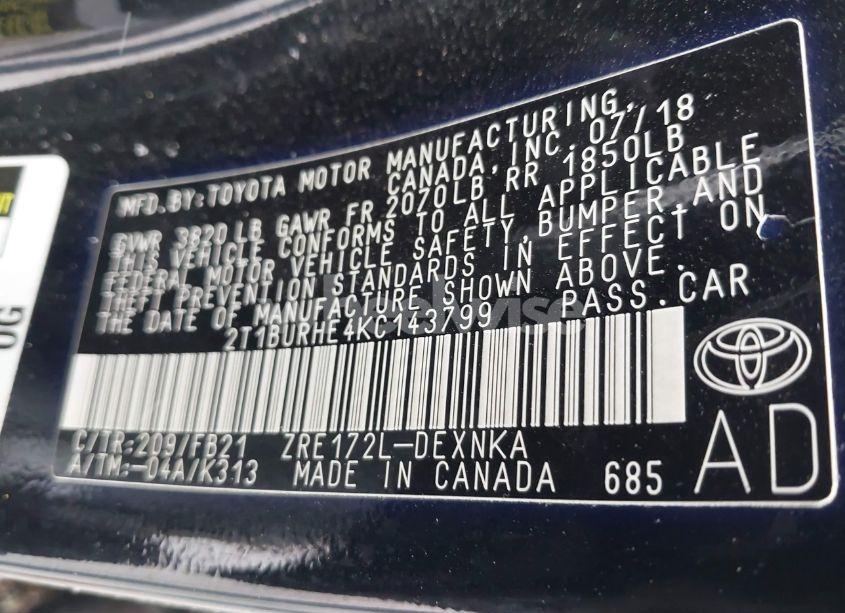 MFD.BY:TOYOTA MOTOR MANUFACTURING,
CANADA,INC. 07/18
GVWR 3820LB GAWR FR 2070LB RR 1850LB
THIS VEHICLE CONFORMS TO ALL APPLICABLE
FEDERAL MOTOR VEHICLE SAFETY,BUMPER,AND
THEFT PREVENTION STANDARDS IN EFFECT ON
THE DATE OF MANUFACTURE SHOWN ABOVE.
2T1BURHE4KC143799 PASS.CAR
C/TR:209/FB21 ZRE172L-DEXNKA
A/TM:-04A/K313 MADE IN CANADA 685
AD
OG